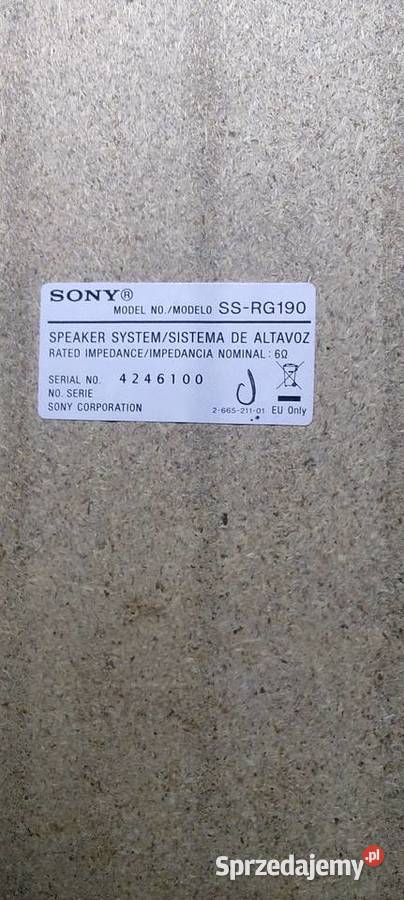 SONY®
MODEL NO./MODELO SS-RG190
SPEAKER SYSTEM/SISTEMA DE ALTAVOZ
RATED IMPEDANCE/IMPEDANCIA NOMINAL: 6Ω
SERIAL NO. 4246100
NO. SERIE
SONY CORPORATION
2-665-211-01 EU Only
Sprzedajemy.pl